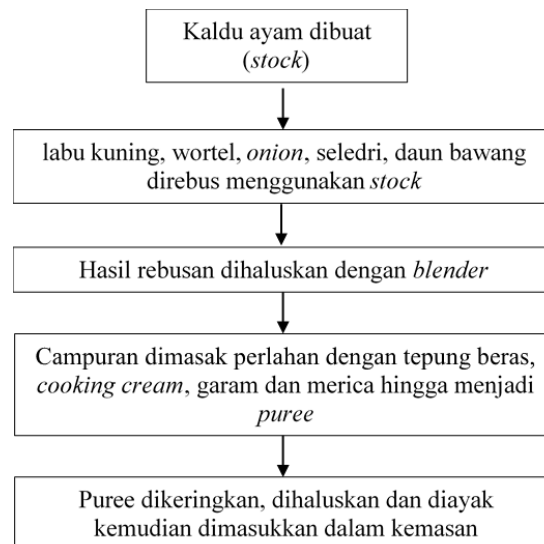 Kaldu ayam dibuat
(stock)
labu kuning, wortel, onion, seledri, daun bawang
direbus menggunakan stock
Hasil rebusan dihaluskan dengan blender
Campuran dimasak perlahan dengan tepung beras,
cooking cream, garam dan merica hingga menjadi
puree
Puree dikeringkan, dihaluskan dan diayak
kemudian dimasukkan dalam kemasan